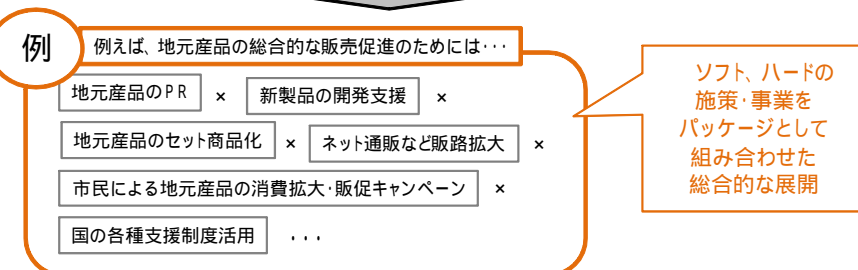 例
例えば、地元産品の総合的な販売促進のためには･･･
地元産品のPR × 新製品の開発支援 ×
地元産品のセット商品化 × ネット通販など販路拡大 ×
市民による地元産品の消費拡大･販促キャンペーン ×
国の各種支援制度活用 ･･･
ソフト、ハードの
施策･事業を
パッケージとして
組み合わせた
総合的な展開